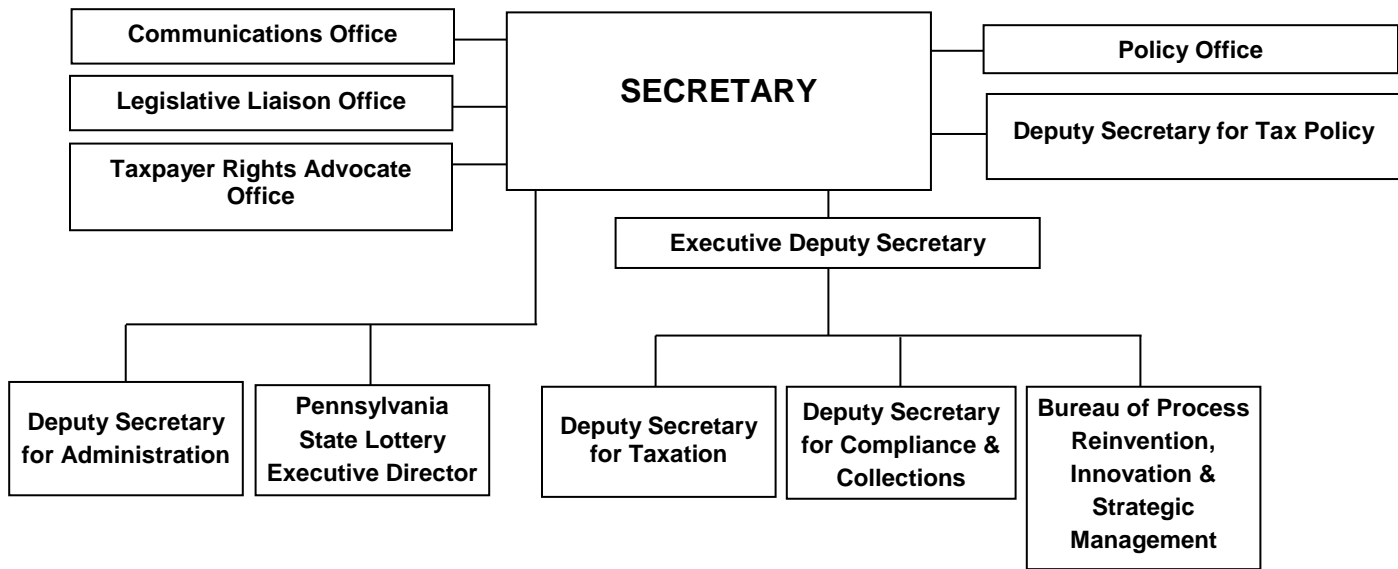 Communications Office
Legislative Liaison Office
Taxpayer Rights Advocate
Office
SECRETARY
Policy Office
Deputy Secretary for Tax Policy
Executive Deputy Secretary
Deputy Secretary
for Administration
Pennsylvania
State Lottery
Executive Director
Deputy Secretary
for Taxation
Deputy Secretary
for Compliance &
Collections
Bureau of Process
Reinvention,
Innovation &
Strategic
Management